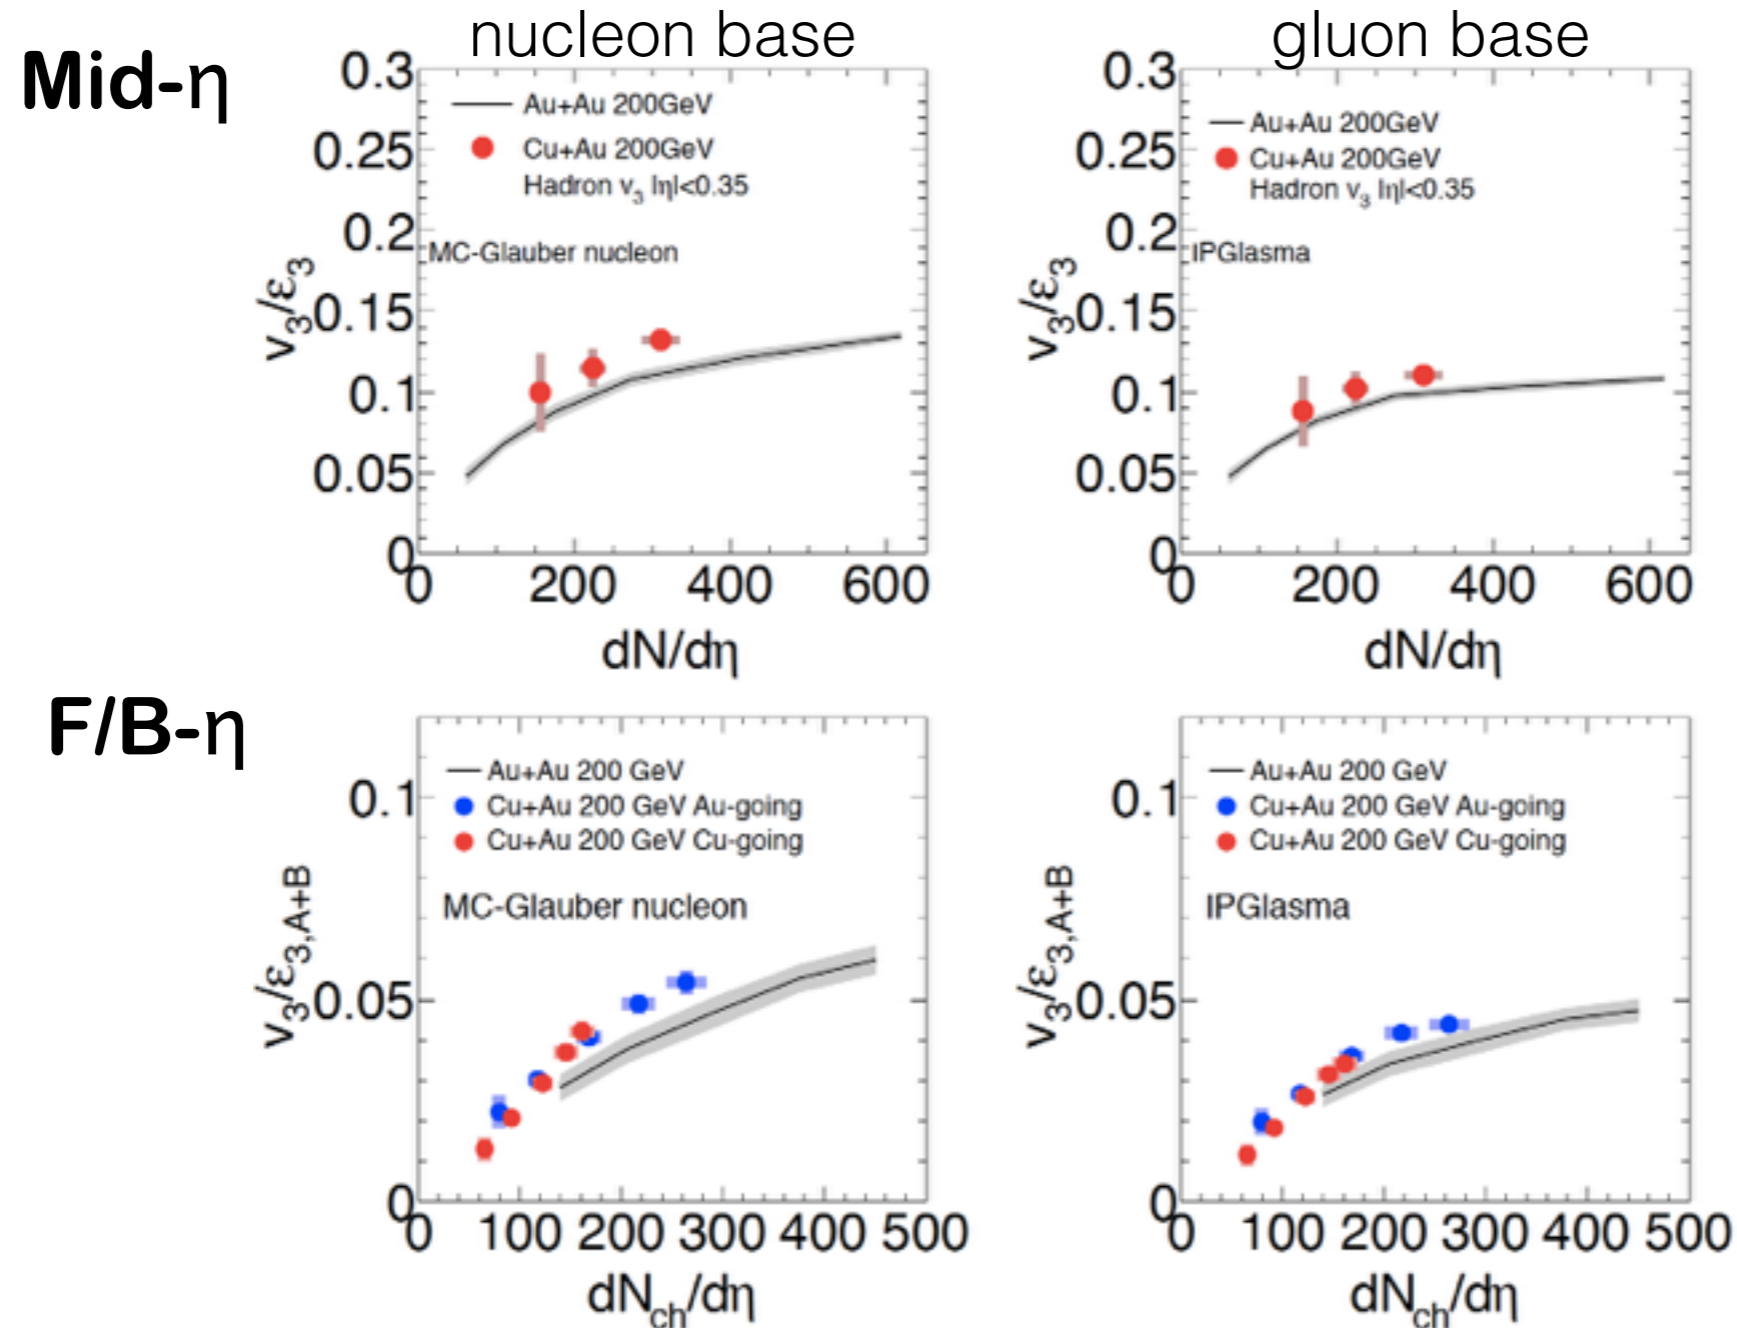 nucleon base
gluon base
Mid-η
0.3
0.25
0.2
0.15
0.1
0.05
0
v3/ε3
Au+Au 200GeV
Cu+Au 200GeV
Hadron v3 |η|<0.35
MC-Glauber nucleon
0 200 400 600
dN/dη
0.3
0.25
0.2
0.15
0.1
0.05
0
v3/ε3
Au+Au 200GeV
Cu+Au 200GeV
Hadron v3 |η|<0.35
IPGlasma
0 200 400 600
dN/dη
F/B-η
0.1
0.05
0
v3/ε3,A+B
Au+Au 200 GeV
Cu+Au 200 GeV Au-going
Cu+Au 200 GeV Cu-going
MC-Glauber nucleon
0 100 200 300 400 500
dNch/dη
0.1
0.05
0
v3/ε3,A+B
Au+Au 200 GeV
Cu+Au 200 GeV Au-going
Cu+Au 200 GeV Cu-going
IPGlasma
0 100 200 300 400 500
dNch/dη